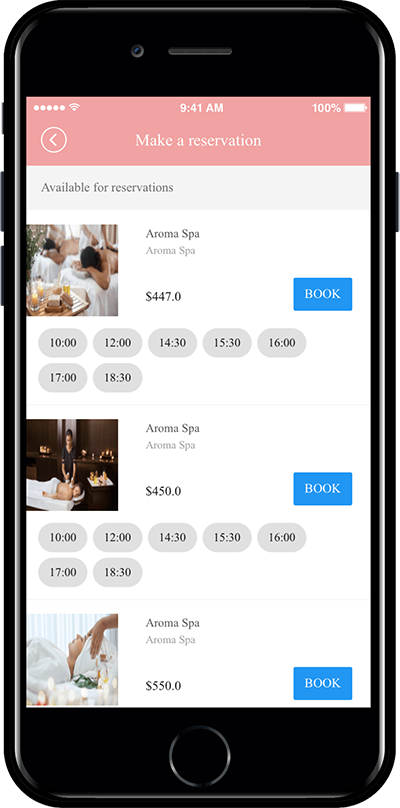 9:41 AM 100%
Make a reservation
Available for reservations
Aroma Spa
Aroma Spa
$447.0 BOOK
10:00 12:00 14:30 15:30 16:00
17:00 18:30
Aroma Spa
Aroma Spa
$450.0 BOOK
10:00 12:00 14:30 15:30 16:00
17:00 18:30
Aroma Spa
Aroma Spa
$550.0 BOOK